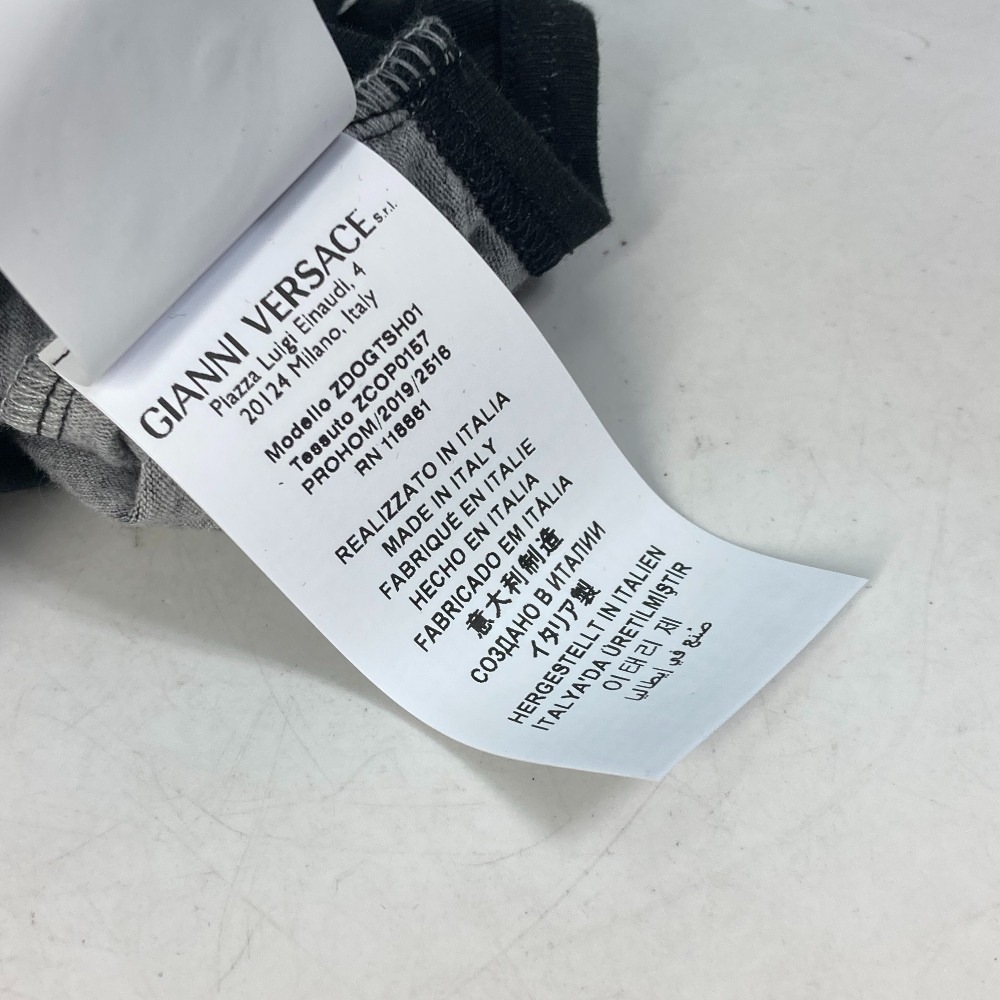 GIANNI VERSACE s.r.l.
Piazza Luigi Einaudi, 4
20124 Milano, Italy
Modello ZDOGTSH01
Tessuto ZCOP0157
PROHOM/2019/2516
RN 118861
REALIZZATO IN ITALIA
MADE IN ITALY
FABRIQUÉ EN ITALIE
HECHO EN ITALIA
FABRICADO EM ITALIA
意大利制造
СОЗДАНО В ИТАЛИИ
イタリア製
HERGESTELLT IN ITALIEN
ITALYA'DA ÜRETILMIŞTIR
이태리 제
صنع في إيطاليا